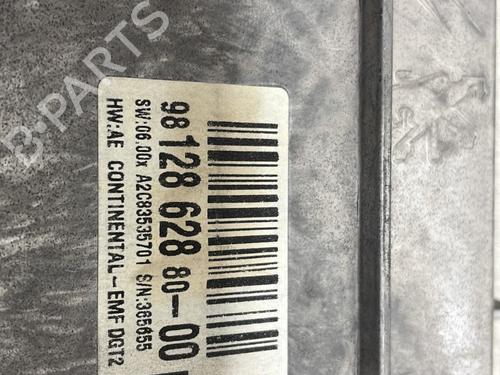 98 128 628 80-00
SW:06.00x A2C83535701 S/N:365655
HW:AE CONTINENTAL-EMF DGT2
B-PARTS